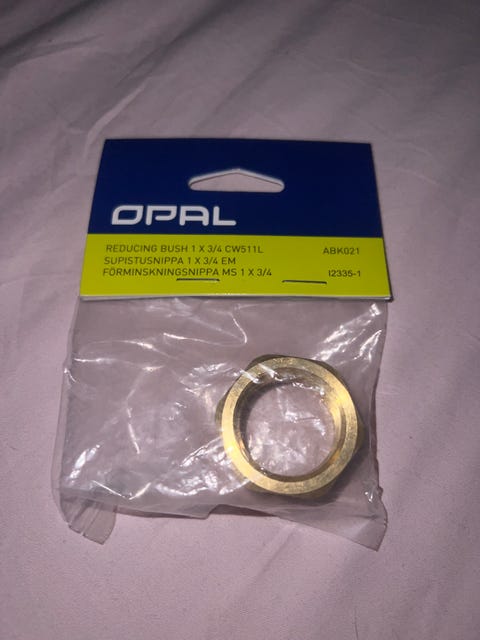 OPAL
REDUCING BUSH 1 X 3/4 CW511L ABK021
SUPISTUSNIPPA 1 X 3/4 EM
FÖRMINSKNINGSNIPPA MS 1 X 3/4 I2335-1